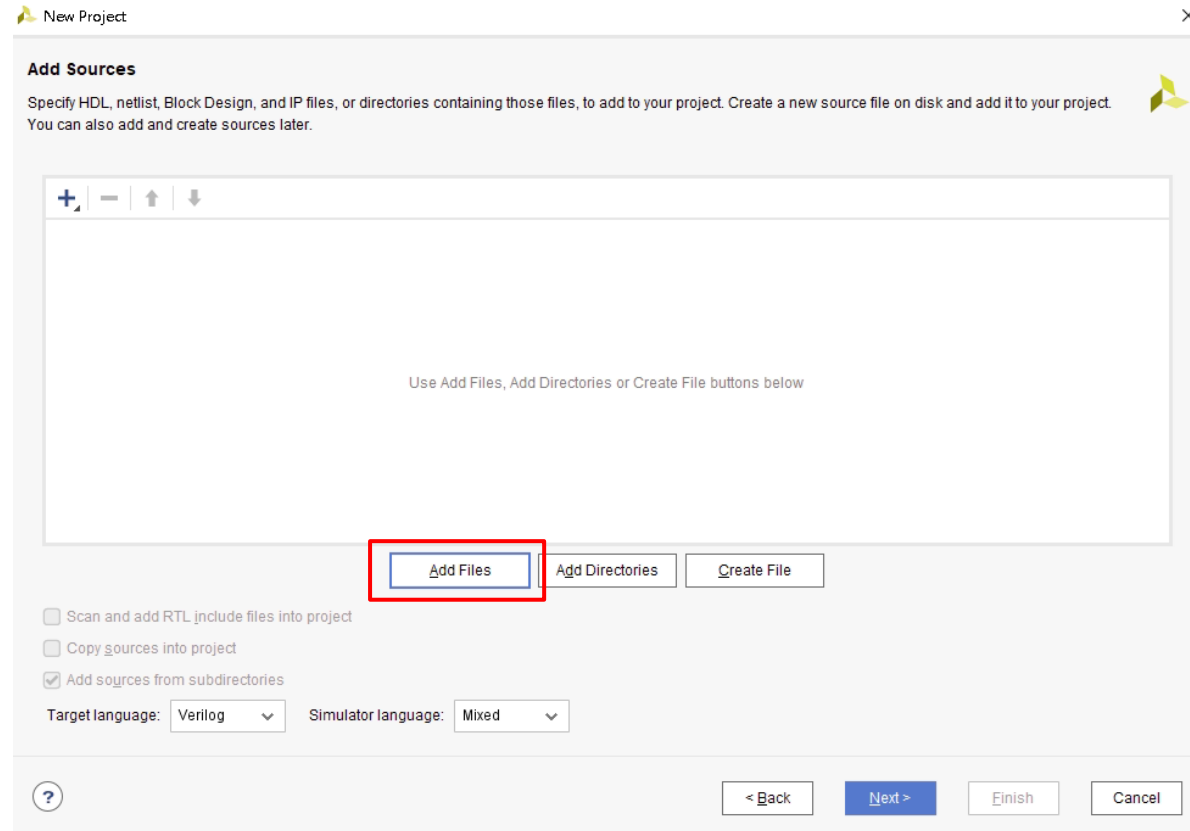 New Project
Add Sources
Specify HDL, netlist, Block Design, and IP files, or directories containing those files, to add to your project. Create a new source file on disk and add it to your project.
You can also add and create sources later.
Use Add Files, Add Directories or Create File buttons below
Add Files Add Directories Create File
Scan and add RTL include files into project
Copy sources into project
Add sources from subdirectories
Target language: Verilog Simulator language: Mixed
? < Back Next > Finish Cancel